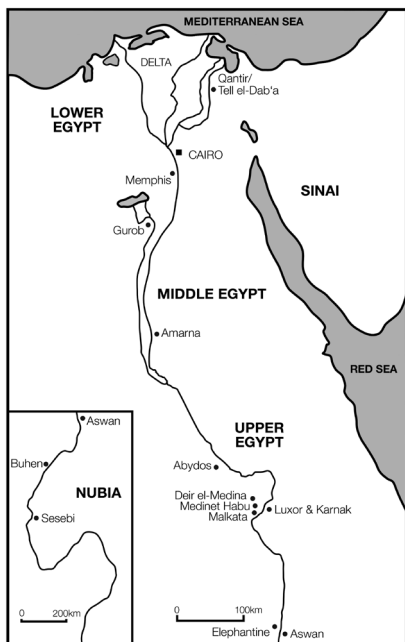 MEDITERRANEAN SEA
DELTA
Qantir/
Tell el-Dab'a
LOWER
EGYPT
CAIRO
Memphis
SINAI
Gurob
MIDDLE EGYPT
Amarna
RED SEA
UPPER
EGYPT
Abydos
Deir el-Medina
Medinet Habu
Malkata
Luxor & Karnak
0 100km
Elephantine
Aswan
Aswan
Buhen
NUBIA
Sesebi
0 200km